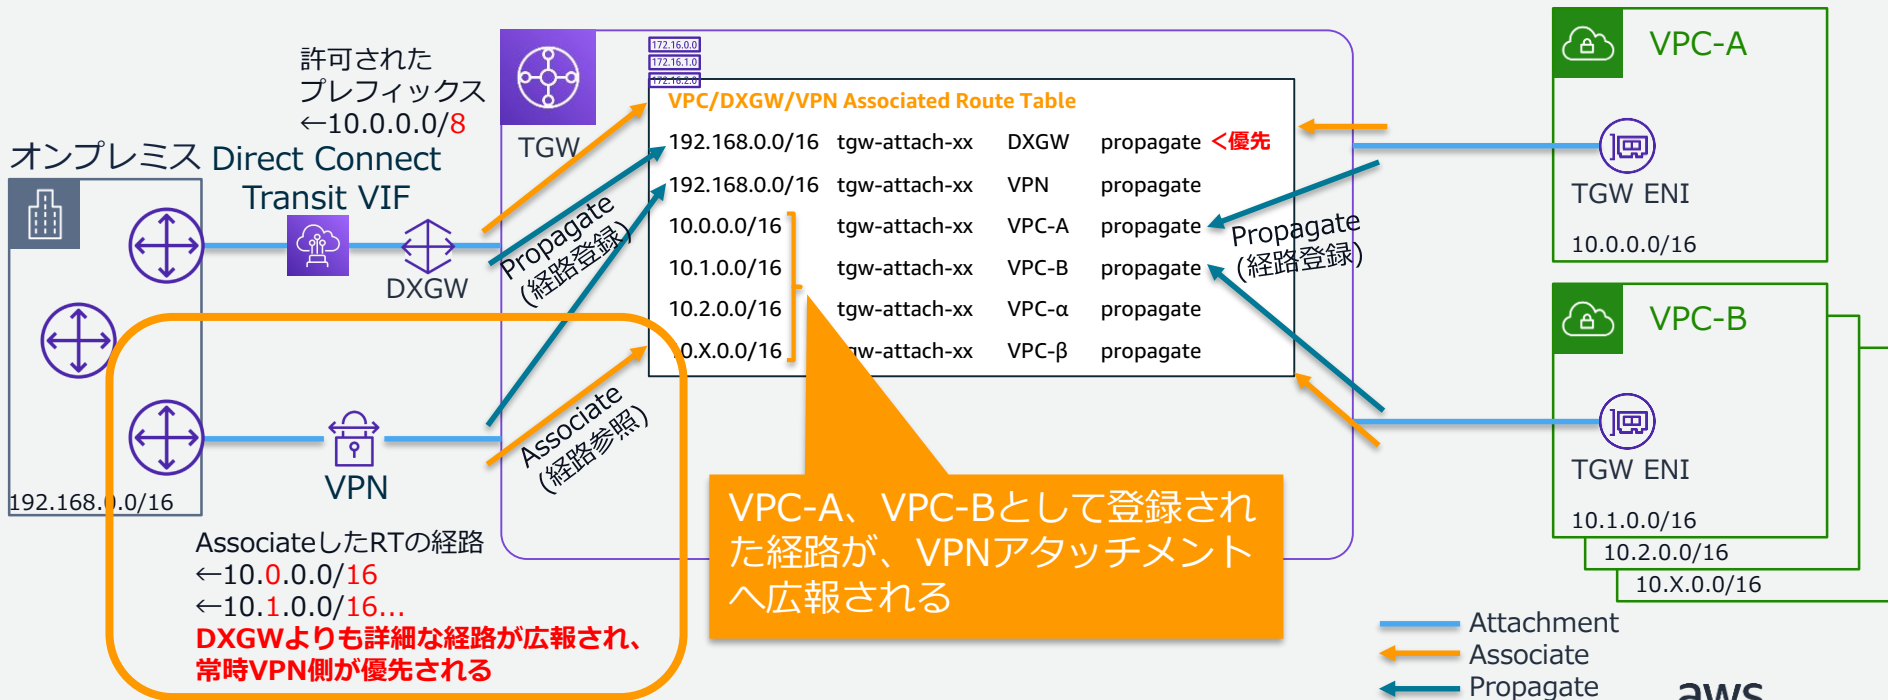 許可された
プレフィックス
←10.0.0.0/8
オンプレミス
Direct Connect
Transit VIF
DXGW
192.168.0.0/16
VPN
AssociateしたRTの経路
←10.0.0.0/16
←10.1.0.0/16...
DXGWよりも詳細な経路が広報され、
常時VPN側が優先される
TGW
172.16.0.0
172.16.1.0
172.16.2.0
Propagate
(経路登録)
Associate
(経路参照)
VPC/DXGW/VPN Associated Route Table
192.168.0.0/16 tgw-attach-xx DXGW propagate <優先
192.168.0.0/16 tgw-attach-xx VPN propagate
10.0.0.0/16 tgw-attach-xx VPC-A propagate
10.1.0.0/16 tgw-attach-xx VPC-B propagate
10.2.0.0/16 tgw-attach-xx VPC-α propagate
10.X.0.0/16 tgw-attach-xx VPC-β propagate
Propagate
(経路登録)
VPC-A、VPC-Bとして登録され
た経路が、VPNアタッチメント
へ広報される
VPC-A
TGW ENI
10.0.0.0/16
VPC-B
TGW ENI
10.1.0.0/16
10.2.0.0/16
10.X.0.0/16
Attachment
Associate
Propagate
aws